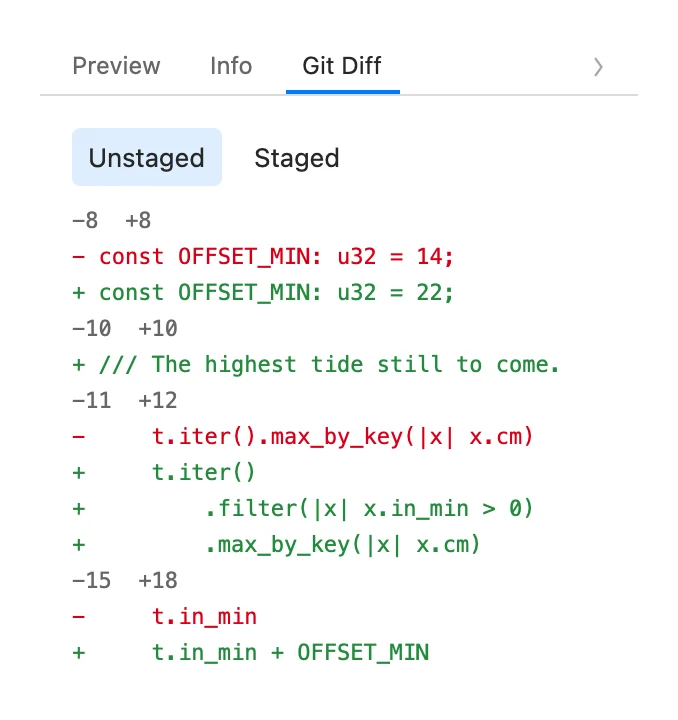 Preview Info Git Diff
Unstaged Staged
−8 +8
− const OFFSET_MIN: u32 = 14;
+ const OFFSET_MIN: u32 = 22;
−10 +10
+ /// The highest tide still to come.
−11 +12
−     t.iter().max_by_key(|x| x.cm)
+     t.iter()
+         .filter(|x| x.in_min > 0)
+         .max_by_key(|x| x.cm)
−15 +18
−     t.in_min
+     t.in_min + OFFSET_MIN